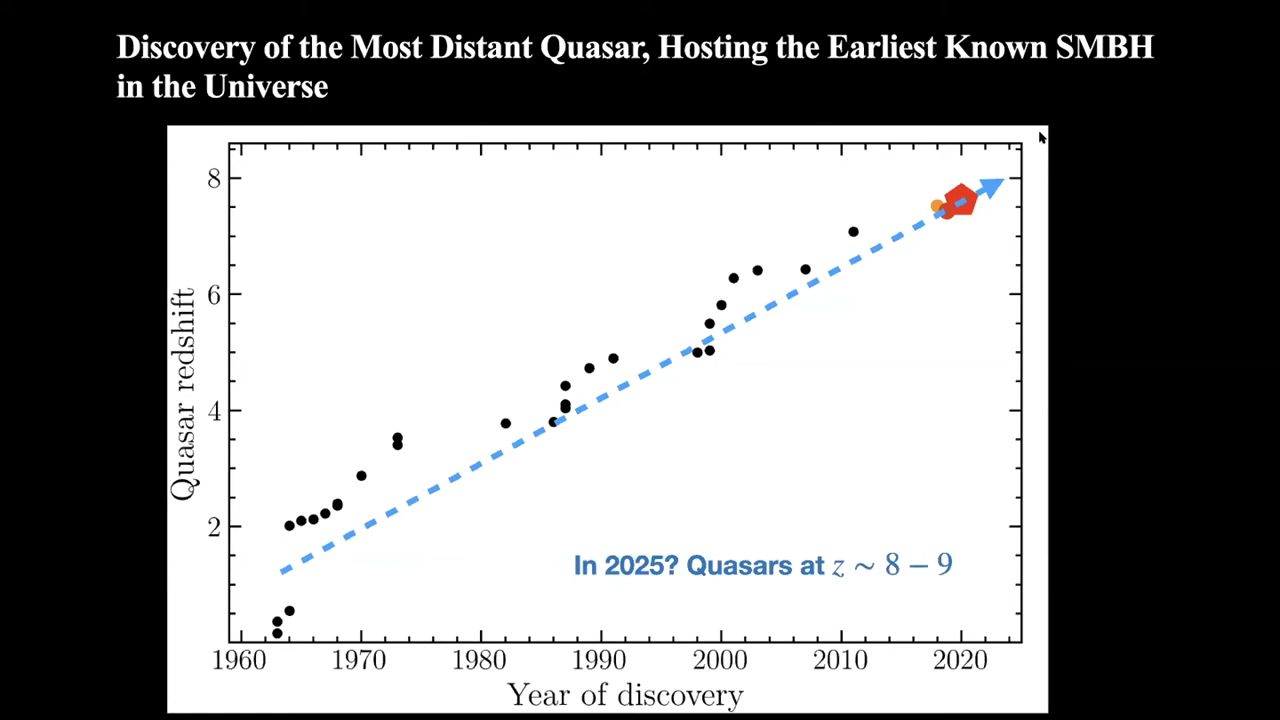 Discovery of the Most Distant Quasar, Hosting the Earliest Known SMBH
in the Universe
8
6
4
2
Quasar redshift
In 2025? Quasars at z ~ 8 − 9
1960 1970 1980 1990 2000 2010 2020
Year of discovery